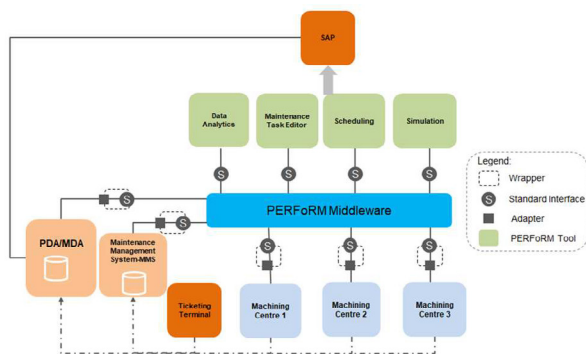 SAP
Data
Analytics
Maintenance
Task Editor
Scheduling
Simulation
S
S
S
S
Legend:
Wrapper
S
Standard Interface
Adapter
PERFoRM Tool
S
S
PERFoRM Middleware
PDA/MDA
Maintenance
Management
System-MMS
S
S
S
Ticketing
Terminal
Machining
Centre 1
Machining
Centre 2
Machining
Centre 3